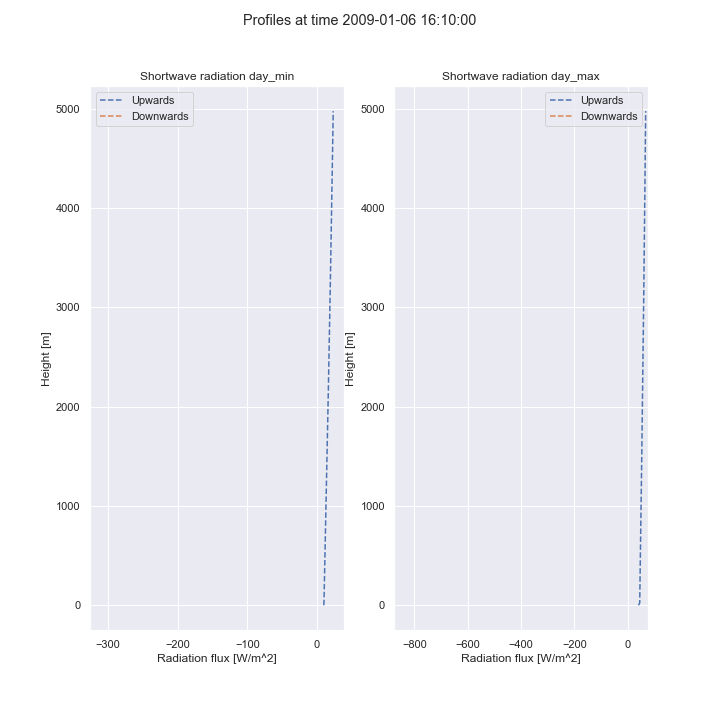 Profiles at time 2009-01-06 16:10:00
Shortwave radiation day_min
Upwards
Downwards
5000
4000
3000
2000
1000
0
Height [m]
−300
−200
−100
0
Radiation flux [W/m^2]
Shortwave radiation day_max
Upwards
Downwards
5000
4000
3000
2000
1000
0
Height [m]
−800
−600
−400
−200
0
Radiation flux [W/m^2]